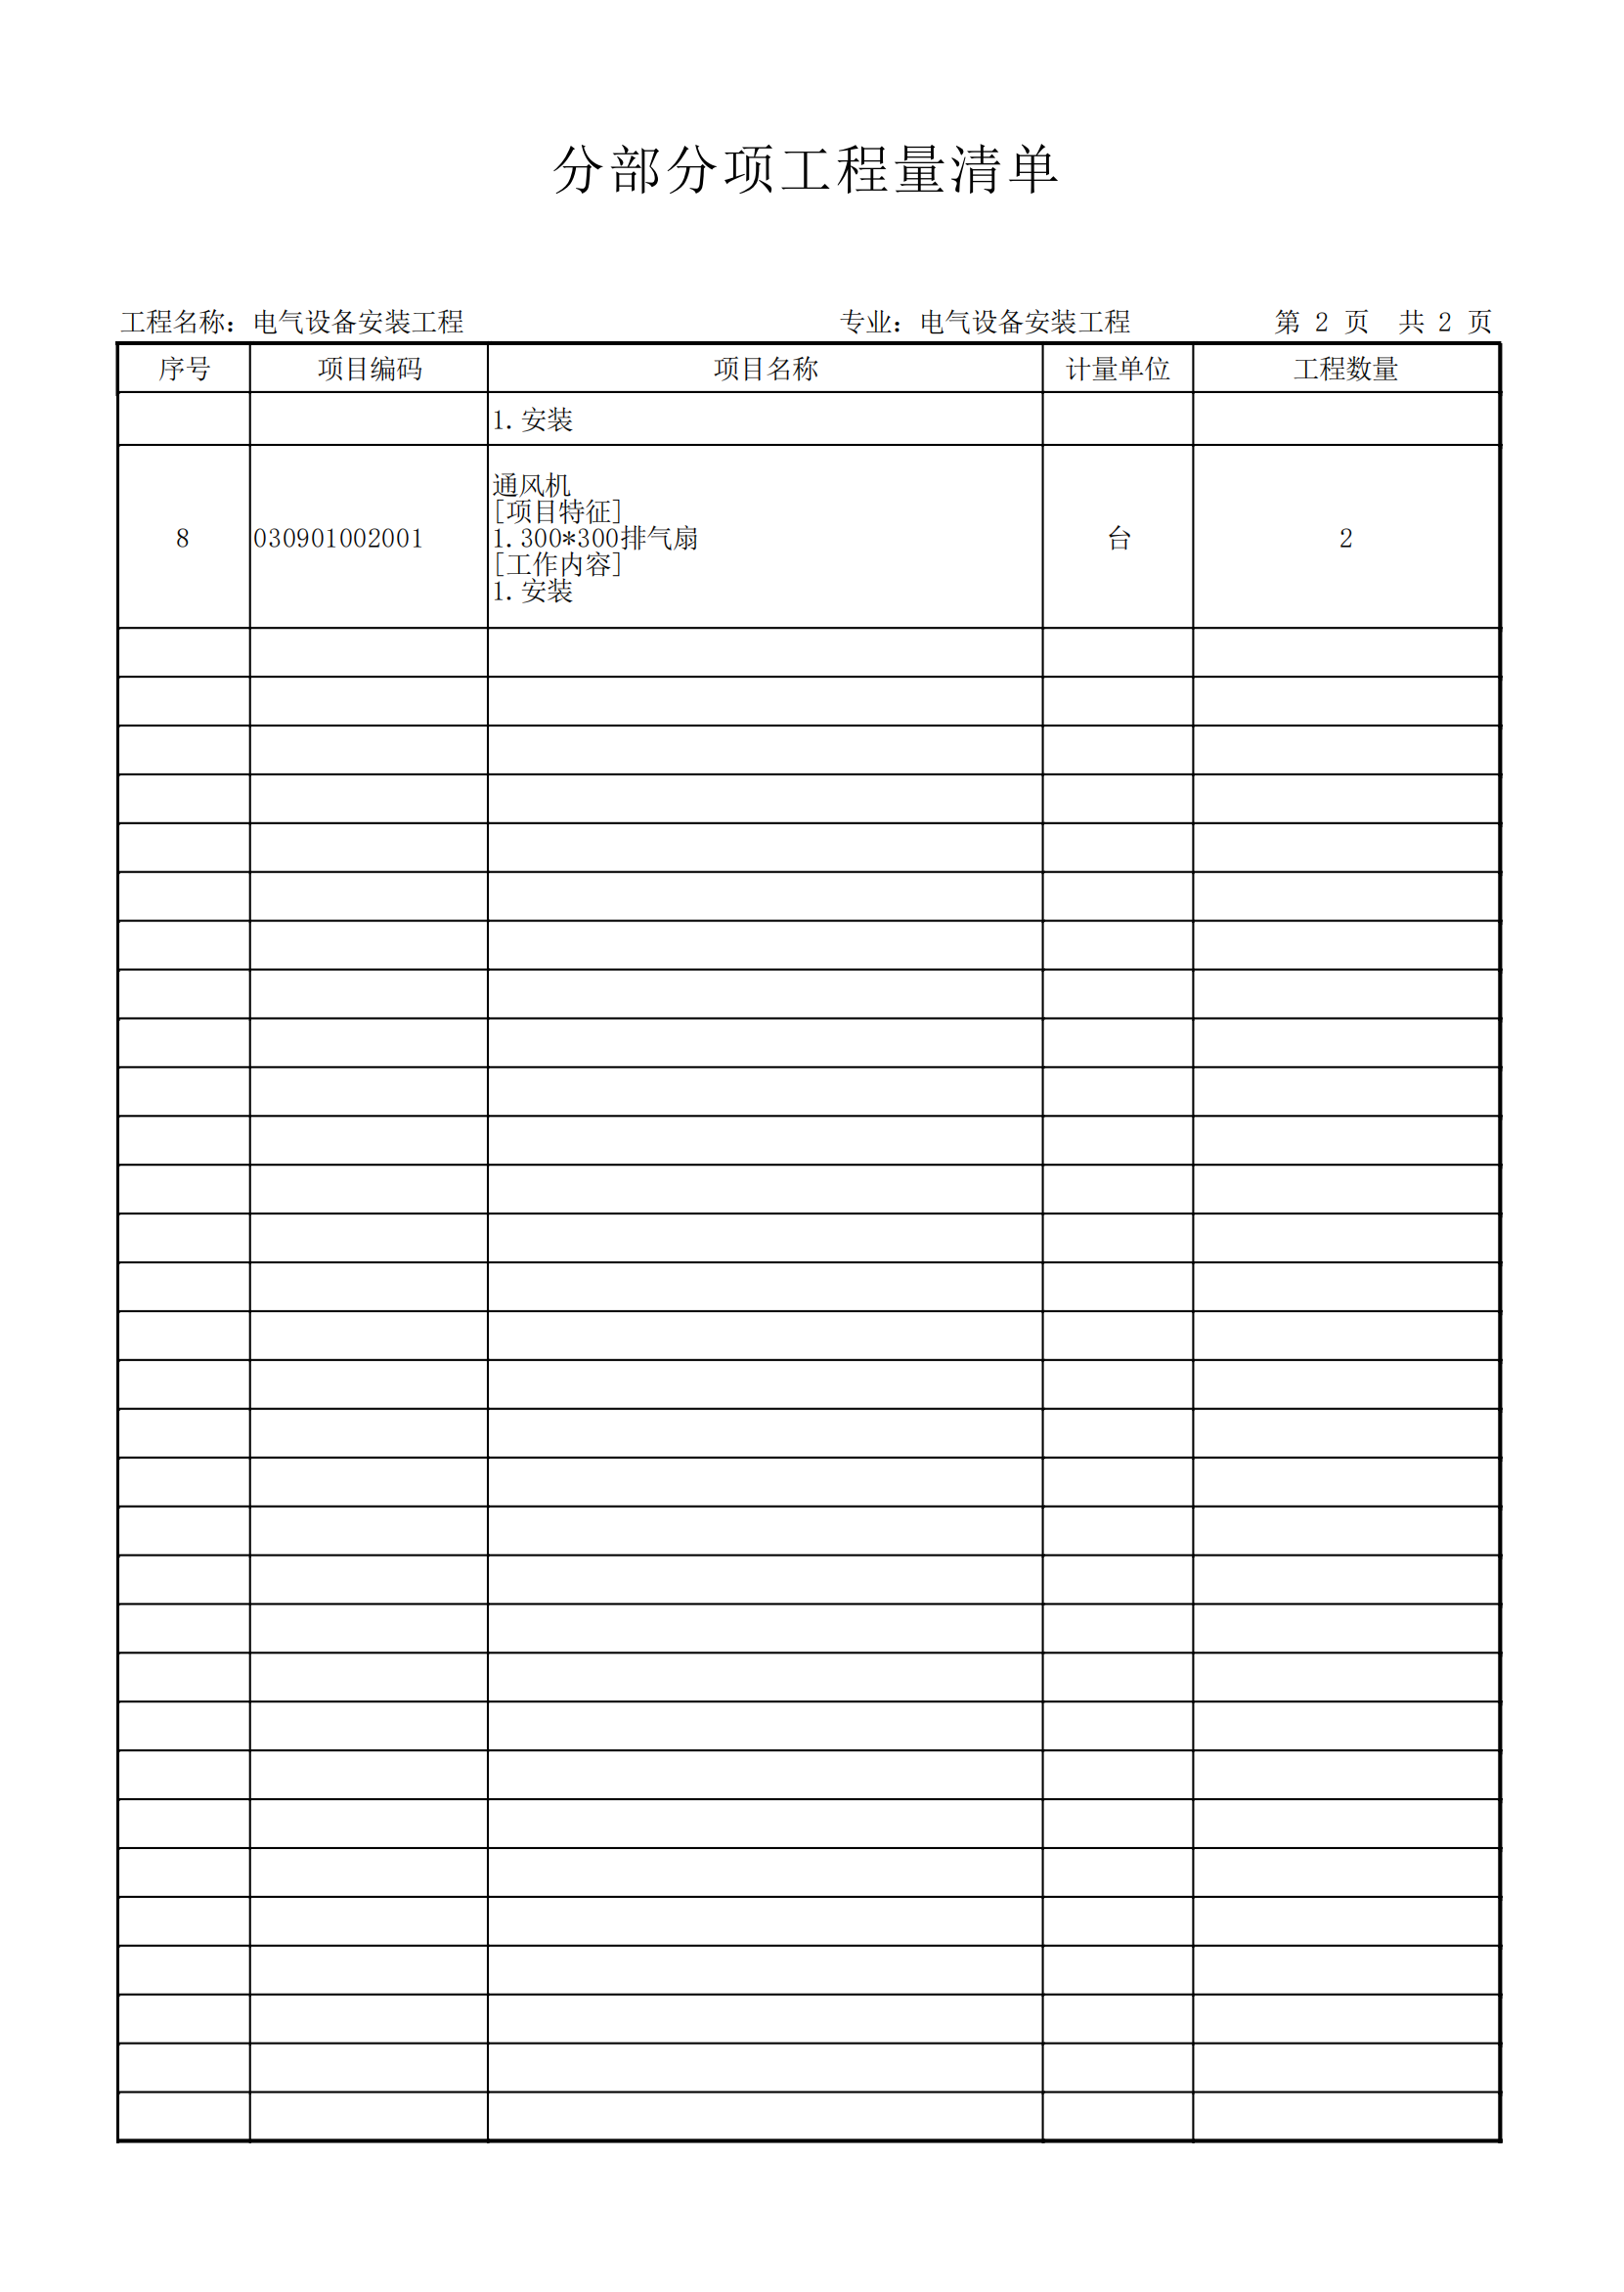 分部分项工程量清单
工程名称：电气设备安装工程 专业：电气设备安装工程 第 2 页 共 2 页
序号 项目编码 项目名称 计量单位 工程数量
1.安装
通风机
[项目特征]
8 030901002001 1.300*300排气扇 台 2
[工作内容]
1.安装